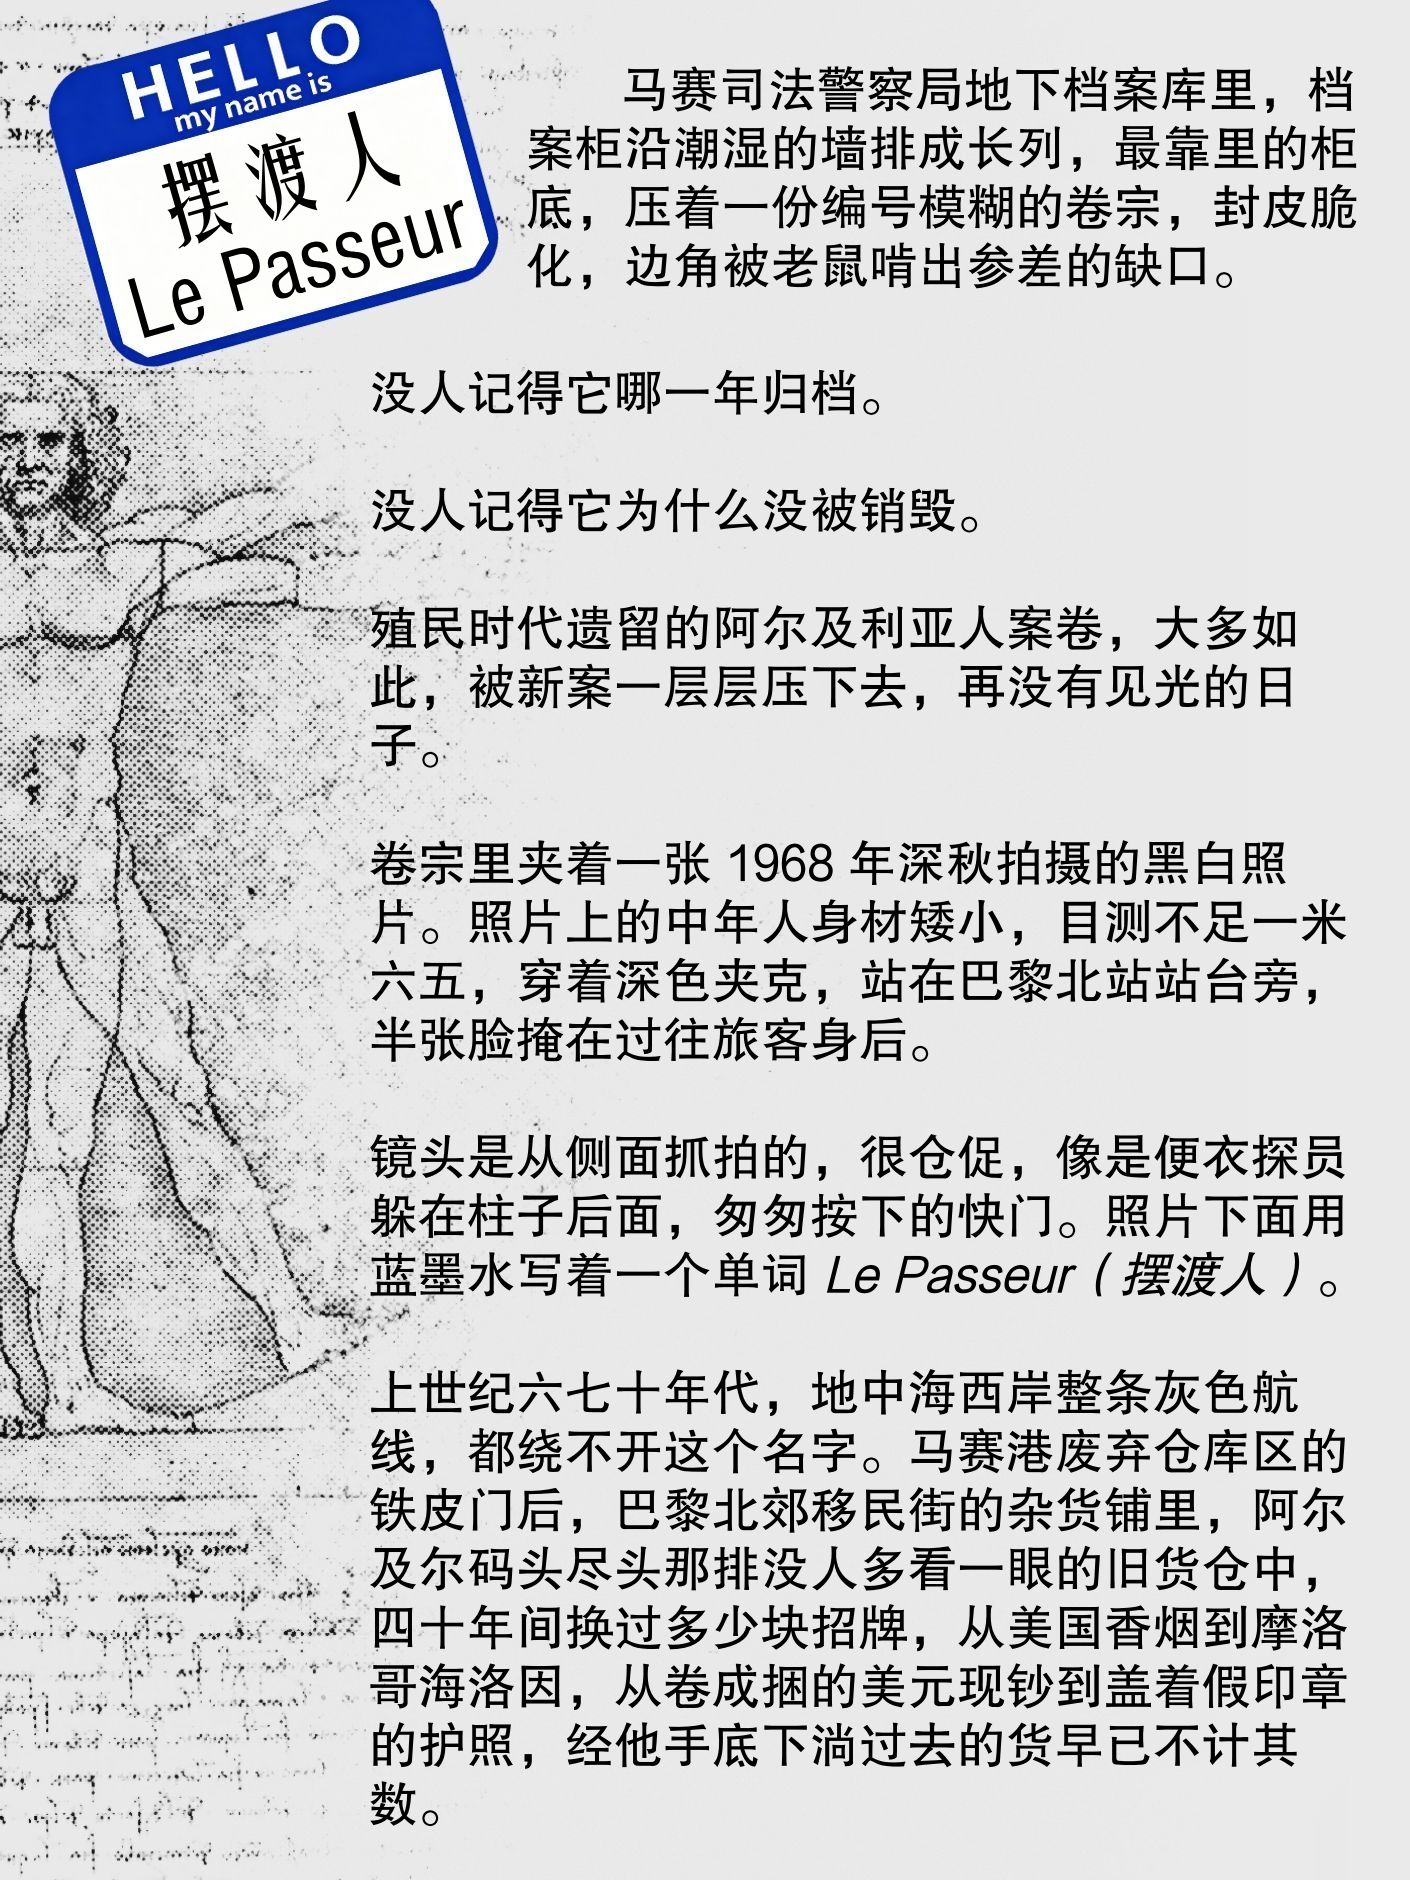 HELLO
my name is
摆渡人
Le Passeur
马赛司法警察局地下档案库里，档
案柜沿潮湿的墙排成长列，最靠里的柜
底，压着一份编号模糊的卷宗，封皮脆
化，边角被老鼠啃出参差的缺口。
没人记得它哪一年归档。
没人记得它为什么没被销毁。
殖民时代遗留的阿尔及利亚人案卷，大多如
此，被新案一层层压下去，再没有见光的日
子。
卷宗里夹着一张 1968 年深秋拍摄的黑白照
片。照片上的中年人身材矮小，目测不足一米
六五，穿着深色夹克，站在巴黎北站站台旁，
半张脸掩在过往旅客身后。
镜头是从侧面抓拍的，很仓促，像是便衣探员
躲在柱子后面，匆匆按下的快门。照片下面用
蓝墨水写着一个单词 Le Passeur（摆渡人）。
上世纪六七十年代，地中海西岸整条灰色航
线，都绕不开这个名字。马赛港废弃仓库区的
铁皮门后，巴黎北郊移民街的杂货铺里，阿尔
及尔码头尽头那排没人多看一眼的旧货仓中，
四十年间换过多少块招牌，从美国香烟到摩洛
哥海洛因，从卷成捆的美元现钞到盖着假印章
的护照，经他手底下淌过去的货早已不计其
数。